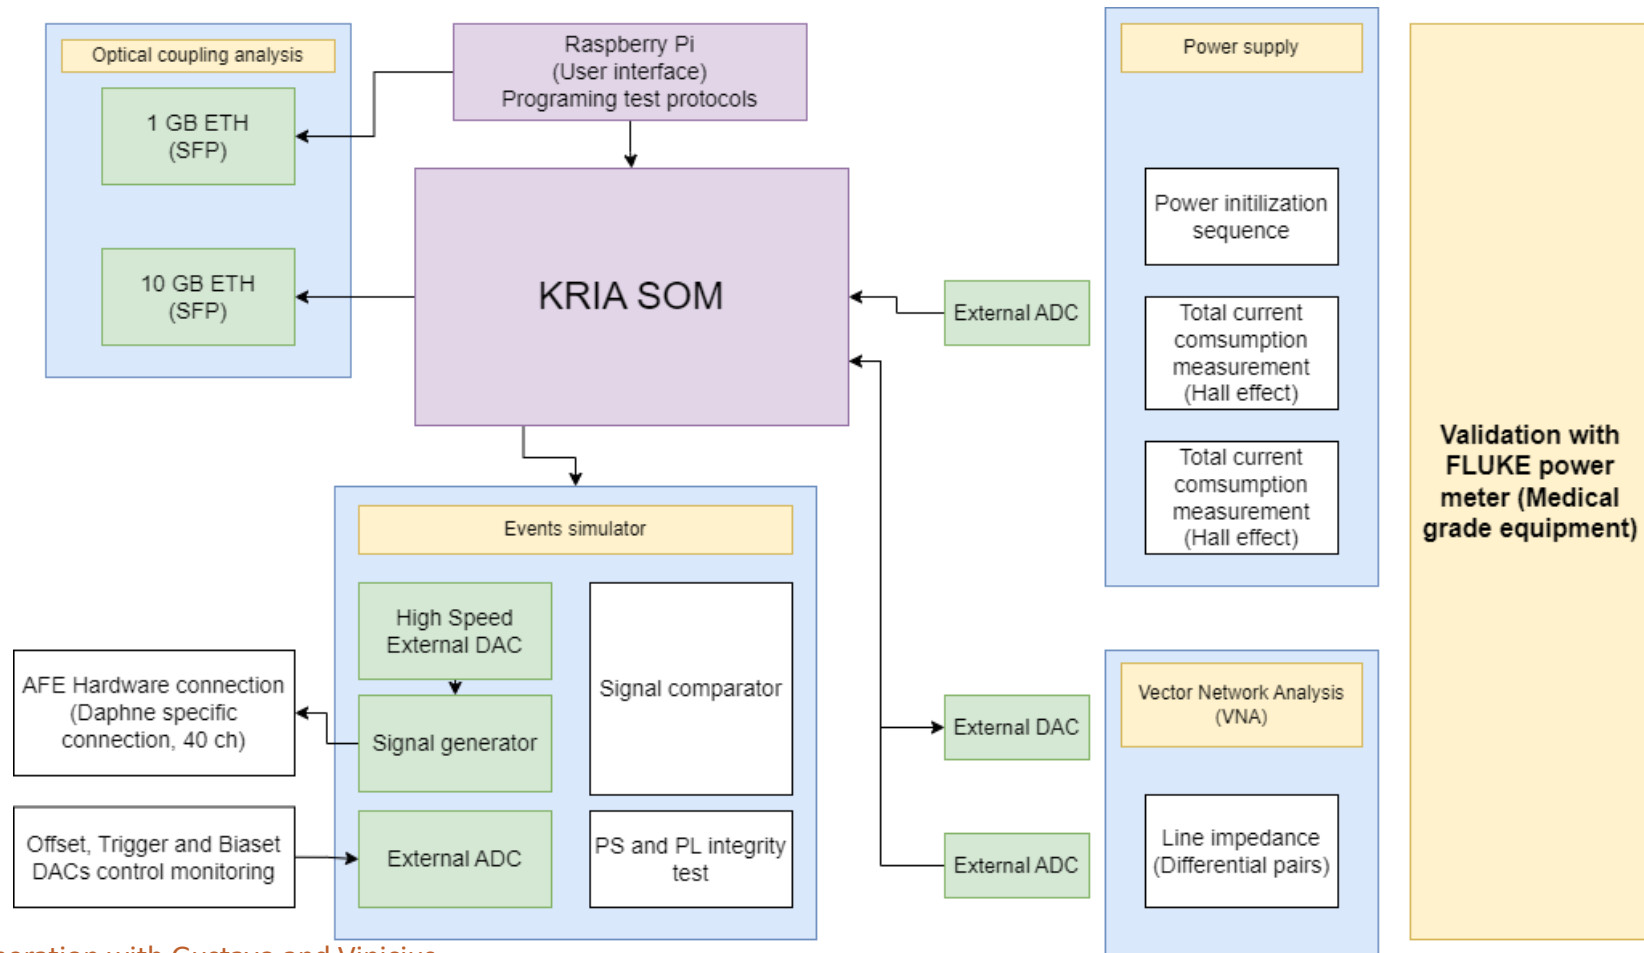 Optical coupling analysis
1 GB ETH
(SFP)
10 GB ETH
(SFP)
Raspberry Pi
(User interface)
Programing test protocols
KRIA SOM
External ADC
Power supply
Power initilization
sequence
Total current
comsumption
measurement
(Hall effect)
Total current
comsumption
measurement
(Hall effect)
Validation with
FLUKE power
meter (Medical
grade equipment)
Events simulator
High Speed
External DAC
Signal generator
External ADC
Signal comparator
PS and PL integrity
test
AFE Hardware connection
(Daphne specific
connection, 40 ch)
Offset, Trigger and Biaset
DACs control monitoring
External DAC
External ADC
Vector Network Analysis
(VNA)
Line impedance
(Differential pairs)
with Gustavo and Vinicius